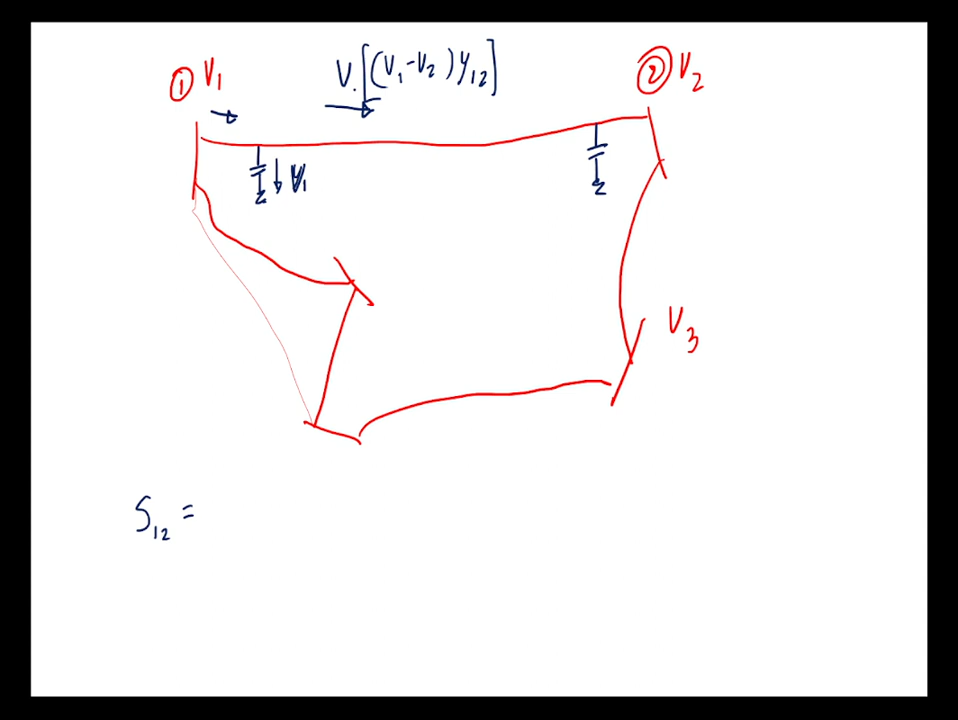 ① V₁
V.[(V₁-V₂)y₁₂]
② V₂
V₁
V₃
S₁₂ =